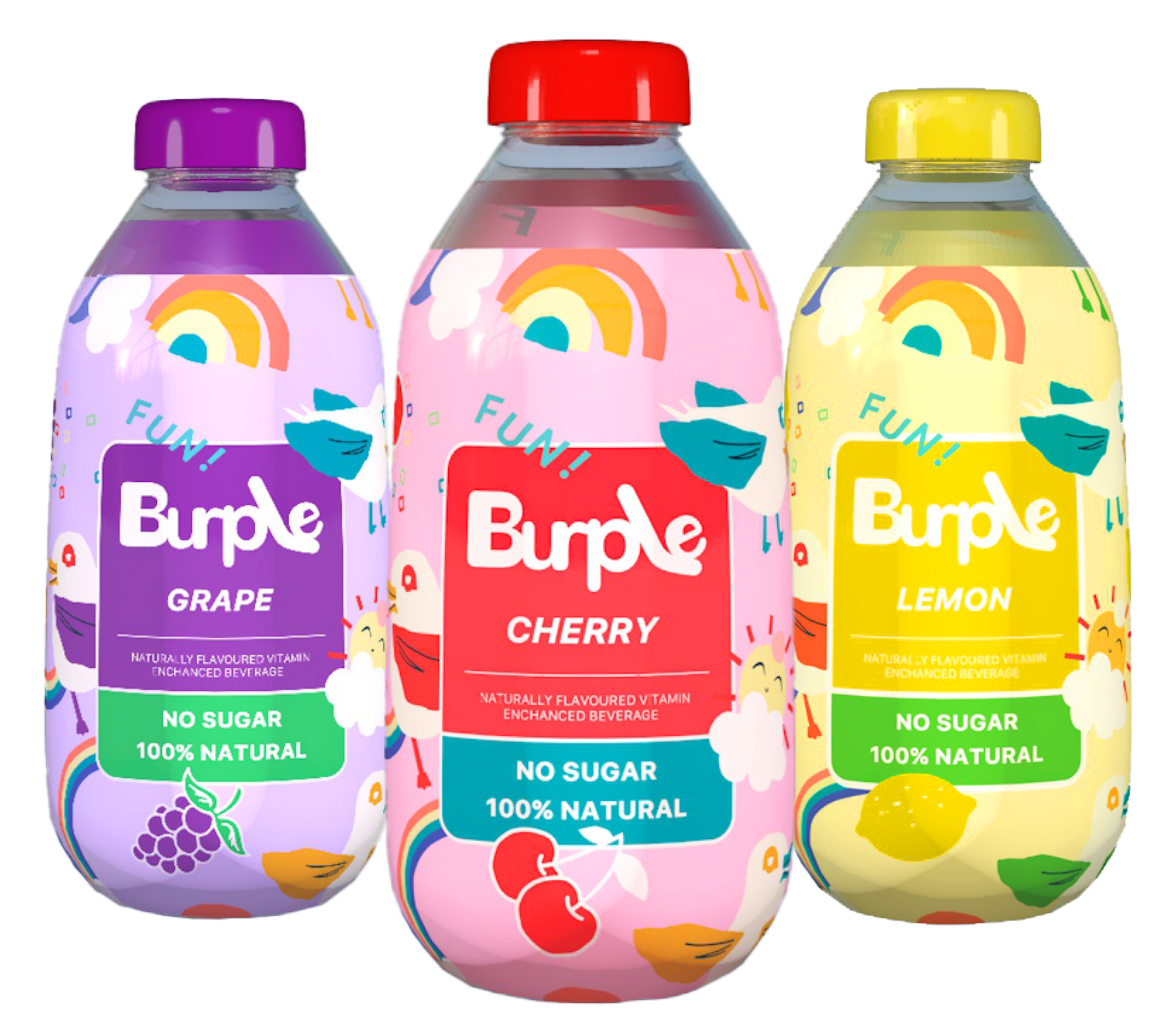 FUN!
Burple
GRAPE
NATURALLY FLAVOURED VITAMIN
ENCHANCED BEVERAGE
NO SUGAR
100% NATURAL
F
FUN!
Burple
CHERRY
NATURALLY FLAVOURED VITAMIN
ENCHANCED BEVERAGE
NO SUGAR
100% NATURAL
FUN!
Burple
LEMON
NATURALLY FLAVOURED VITAMIN
ENCHANCED BEVERAGE
NO SUGAR
100% NATURAL